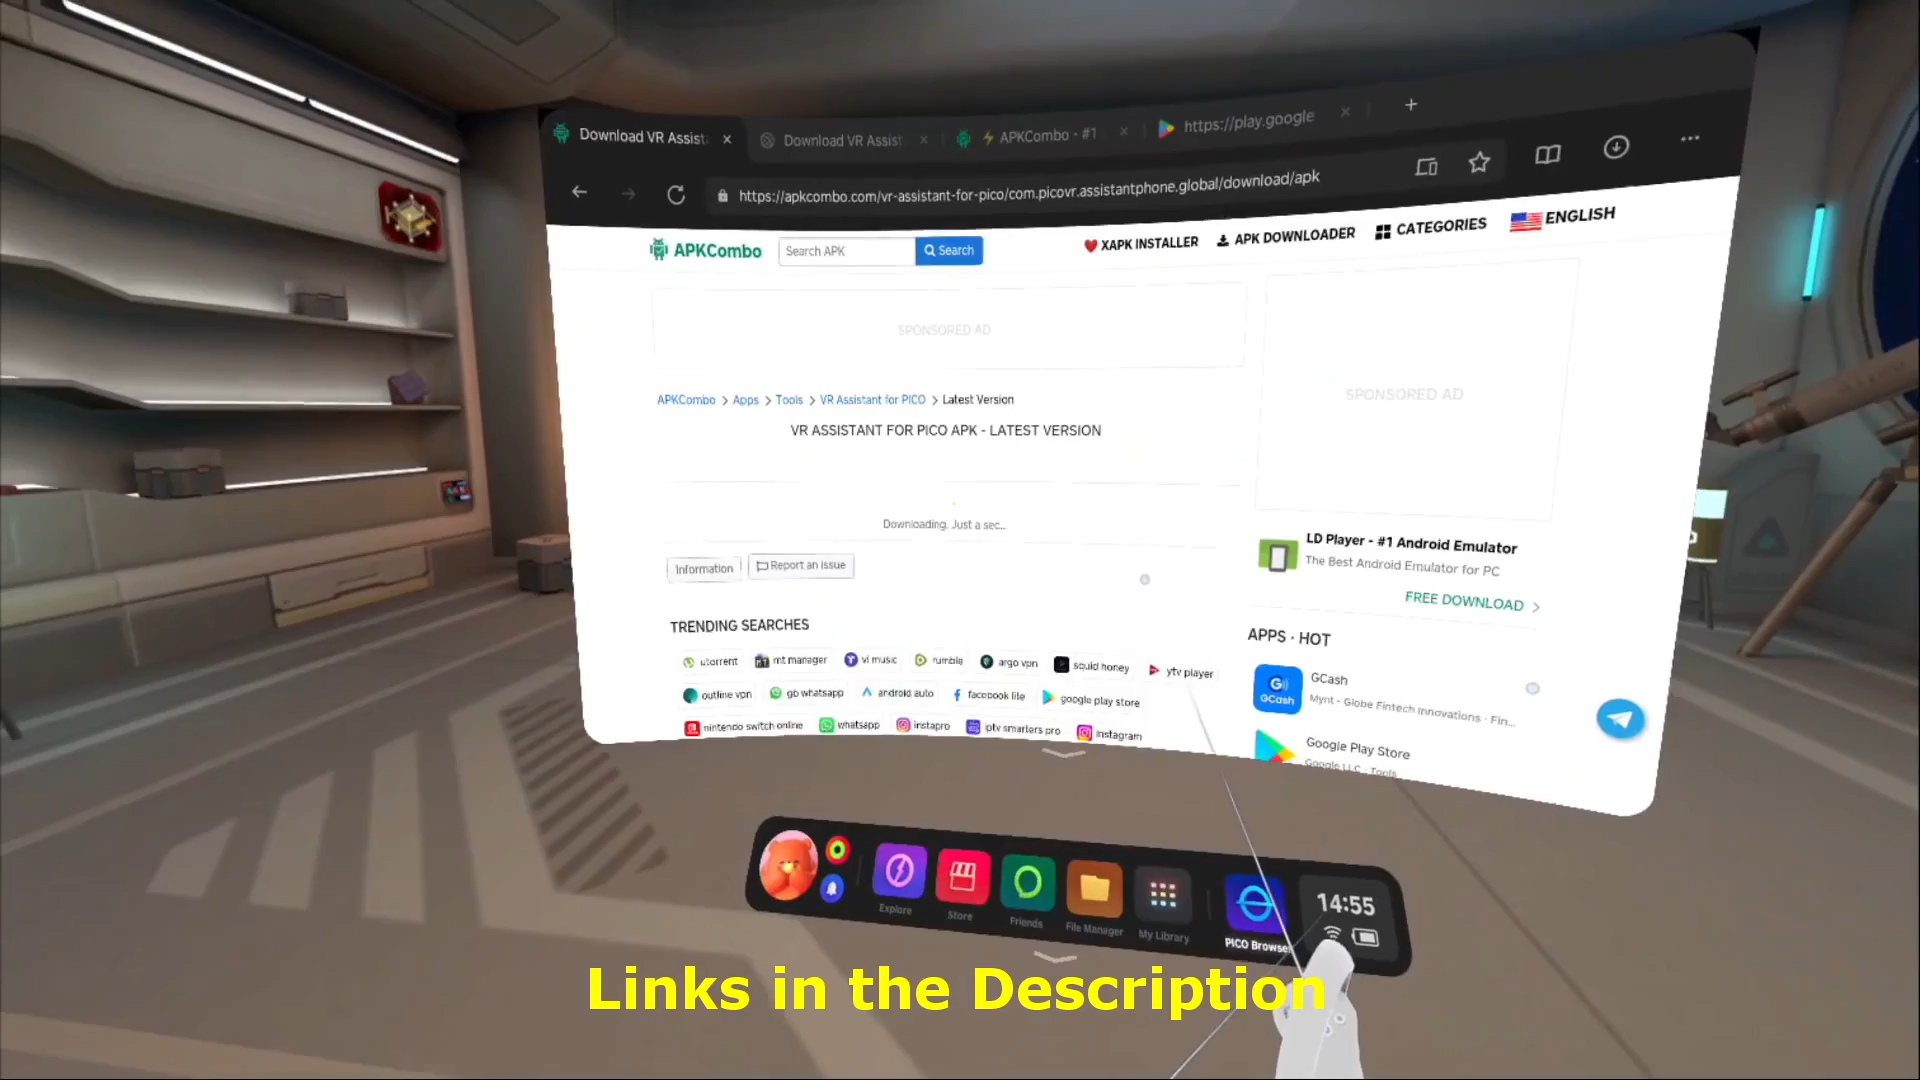 Download VR Assist
Download VR Assist
⚡ APKCombo - #1
https://play.google
https://apkcombo.com/vr-assistant-for-pico/com.picovr.assistantphone.global/download/apk
APKCombo
Search APK
Search
XAPK INSTALLER
APK DOWNLOADER
CATEGORIES
ENGLISH
SPONSORED AD
SPONSORED AD
APKCombo > Apps > Tools > VR Assistant for PICO > Latest Version
VR ASSISTANT FOR PICO APK - LATEST VERSION
Downloading. Just a sec...
Information
Report an issue
LD Player - #1 Android Emulator
The Best Android Emulator for PC
FREE DOWNLOAD >
TRENDING SEARCHES
utorrent
mt manager
vi music
rumble
argo vpn
squid honey
ytv player
outline vpn
gb whatsapp
android auto
facebook lite
google play store
nintendo switch online
whatsapp
instapro
iptv smarters pro
instagram
APPS · HOT
GCash
GCash
Mynt - Globe Fintech Innovations · Fin...
Google Play Store
Google LLC · Tools
Explore
Store
Friends
File Manager
My Library
PICO Browse
14:55
Links in the Description